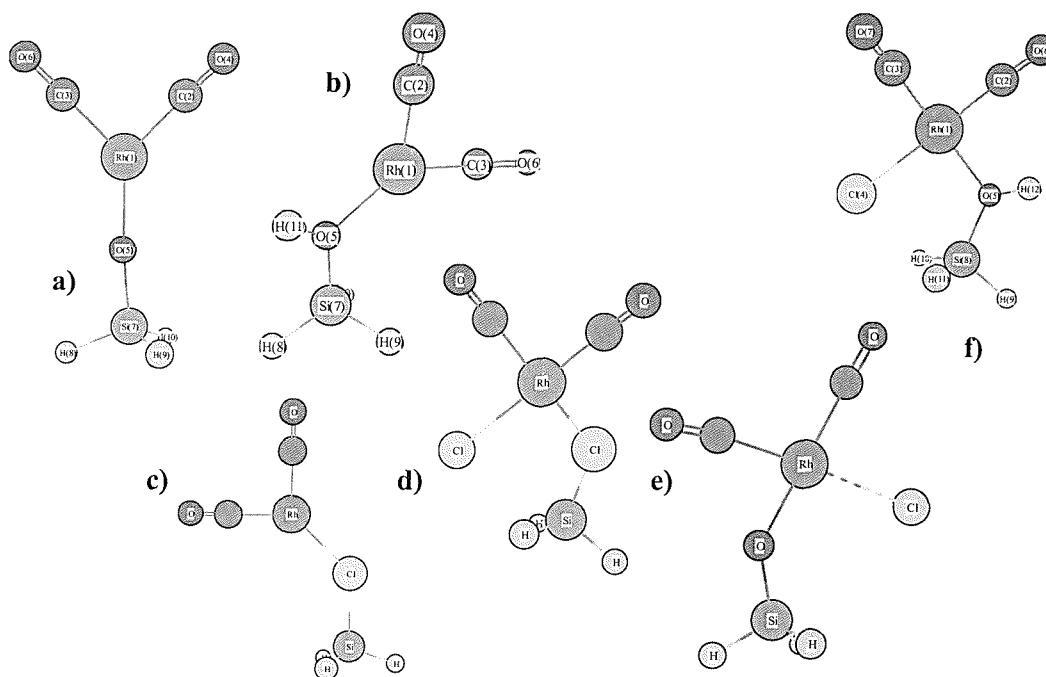 O(6)
O(4)
C(3)
C(2)
Rh(1)
O(5)
a)
Si(7)
H(8)
H(9)
b)
O(4)
C(2)
Rh(1)
C(3)
O(6)
H(11)
O(5)
Si(7)
H(8)
H(9)
c)
O
O
Rh
Cl
Si
H
H
d)
O
O
Rh
Cl
Cl
Si
H
H
e)
O
O
Rh
Cl
O
Si
H
H
f)
O(7)
C(3)
C(2)
Rh(1)
Cl(4)
O(5)
H(12)
H(10)
Si(8)
H(11)
H(9)